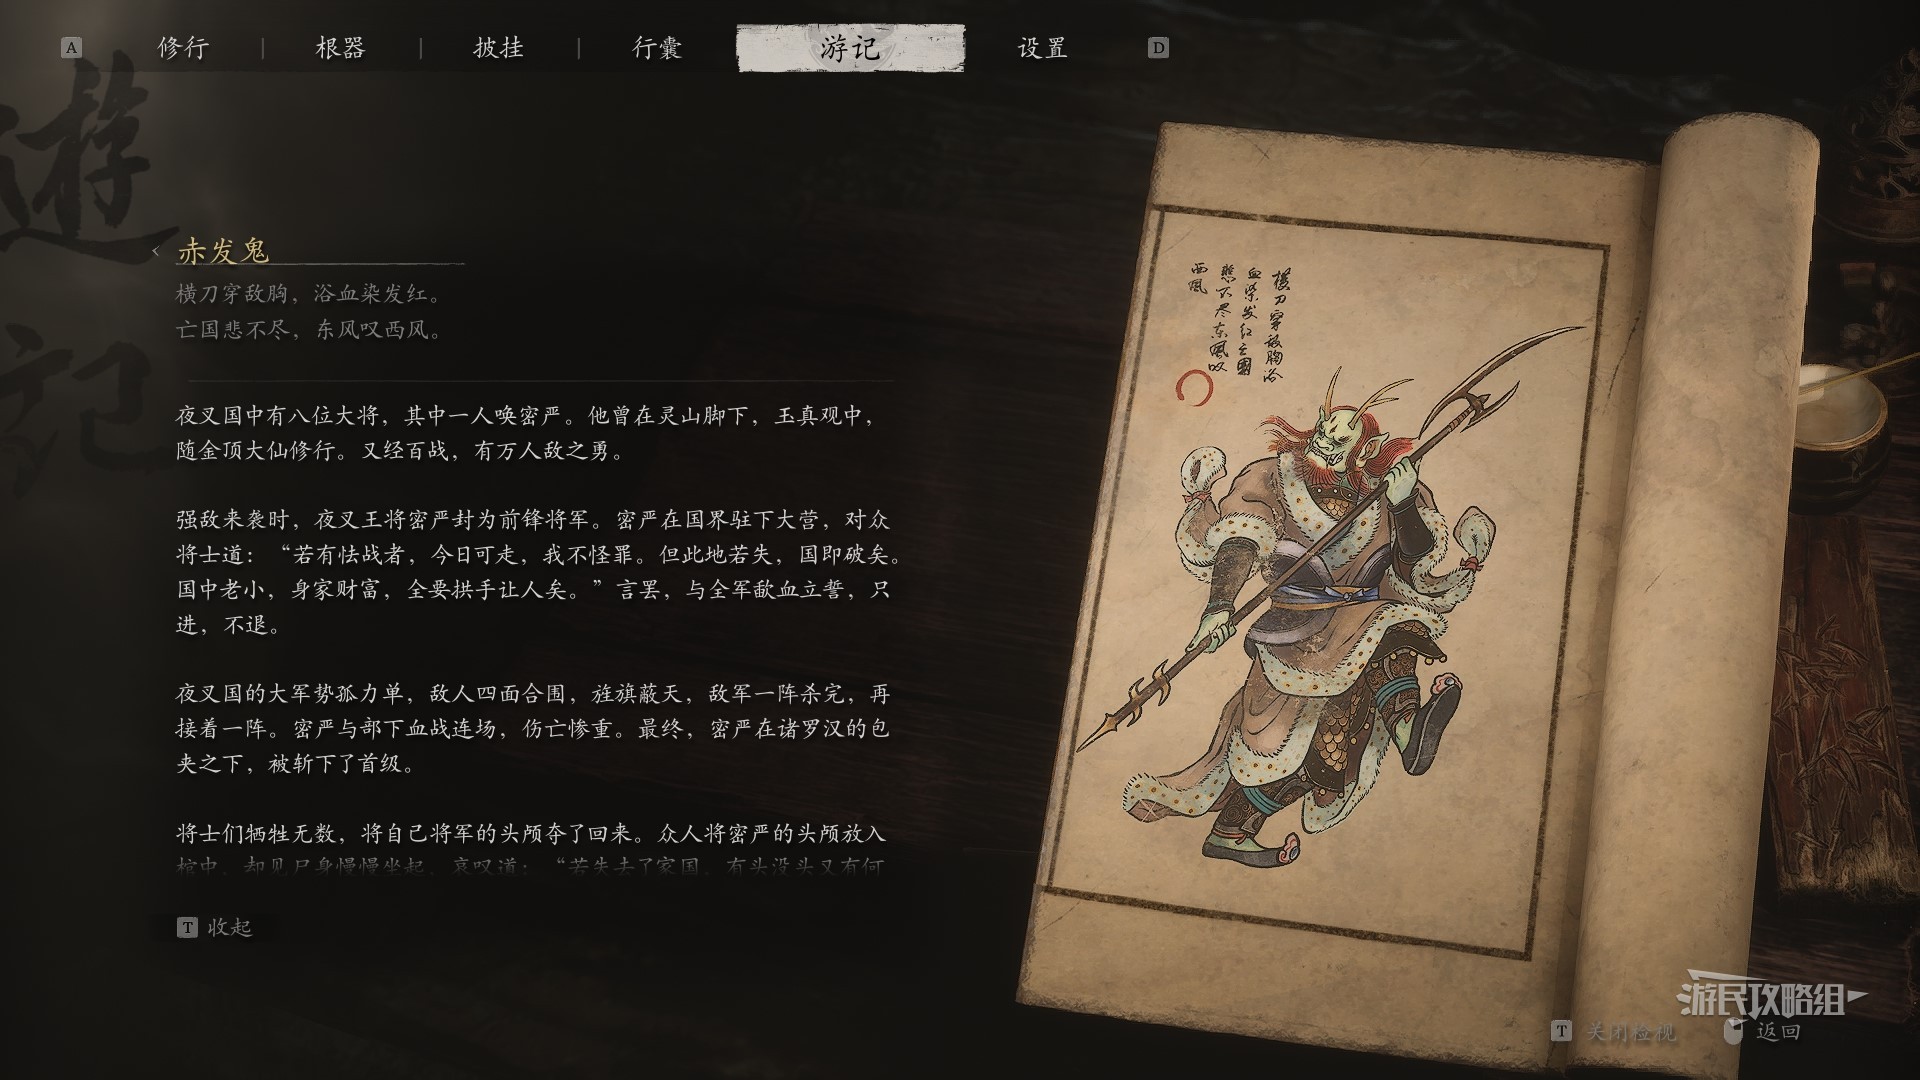 A 修行 | 根器 | 披挂 | 行囊 游记 设置 D
遊記
赤发鬼
横刀穿敌胸，浴血染发红。
亡国悲不尽，东风叹西风。
夜叉国中有八位大将，其中一人唤密严。他曾在灵山脚下，玉真观中，
随金顶大仙修行。又经百战，有万人敌之勇。
强敌来袭时，夜叉王将密严封为前锋将军。密严在国界驻下大营，对众
将士道：“若有怯战者，今日可走，我不怪罪。但此地若失，国即破矣。
国中老小，身家财富，全要拱手让人矣。”言罢，与全军歃血立誓，只
进，不退。
夜叉国的大军势孤力单，敌人四面合围，旌旗蔽天，敌军一阵杀完，再
接着一阵。密严与部下血战连场，伤亡惨重。最终，密严在诸罗汉的包
夹之下，被斩下了首级。
将士们牺牲无数，将自己将军的头颅夺了回来。众人将密严的头颅放入
棺中，却见尸身慢慢坐起，哀叹道：“若失去了家国，有头没头又有何
T 收起
横刀穿敌胸浴
血染发红亡國
悲不尽东風叹
西風
游民攻略组
T 关闭检视 返回